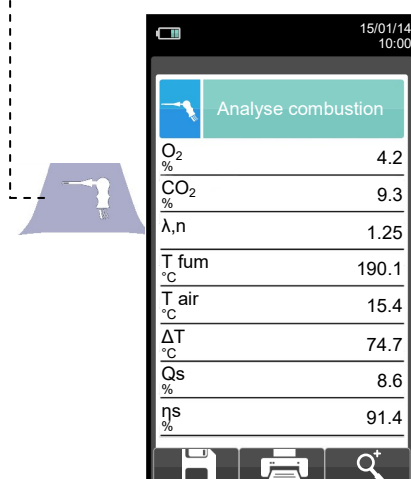 15/01/14
10:00
Analyse combustion
O₂ % 4.2
CO₂ % 9.3
λ,n 1.25
T fum °C 190.1
T air °C 15.4
ΔT °C 74.7
Qs % 8.6
ηs % 91.4